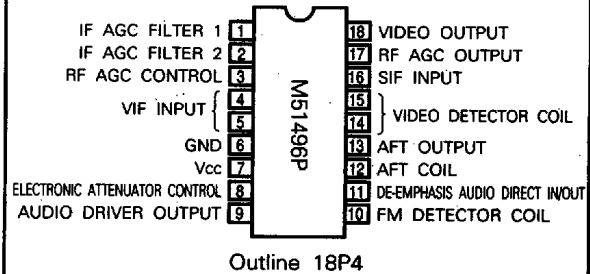 IF AGC FILTER 1 1
IF AGC FILTER 2 2
RF AGC CONTROL 3
VIF INPUT 4
5
GND 6
Vcc 7
ELECTRONIC ATTENUATOR CONTROL 8
AUDIO DRIVER OUTPUT 9
M51496P
18 VIDEO OUTPUT
17 RF AGC OUTPUT
16 SIF INPUT
15
14 VIDEO DETECTOR COIL
13 AFT OUTPUT
12 AFT COIL
11 DE-EMPHASIS AUDIO DIRECT IN/OUT
10 FM DETECTOR COIL
Outline 18P4